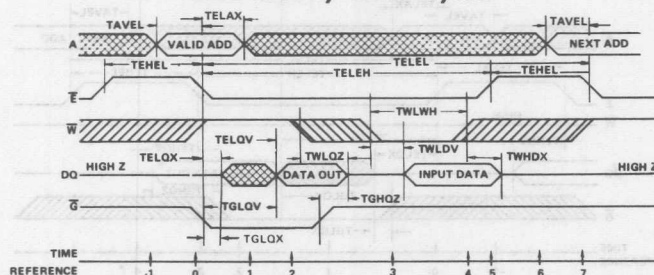 TAVEL TELAX TAVEL
A VALID ADD NEXT ADD
TELEL
TEHEL TELEH TEHEL
E
TWLWH
W
TELQV TWLDV
TELQX TWLQZ TWHDX
DQ HIGH Z DATA OUT INPUT DATA HIGH Z
TGLQV TGHQZ
G
TGLQX
TIME
REFERENCE -1 0 1 2 3 4 5 6 7